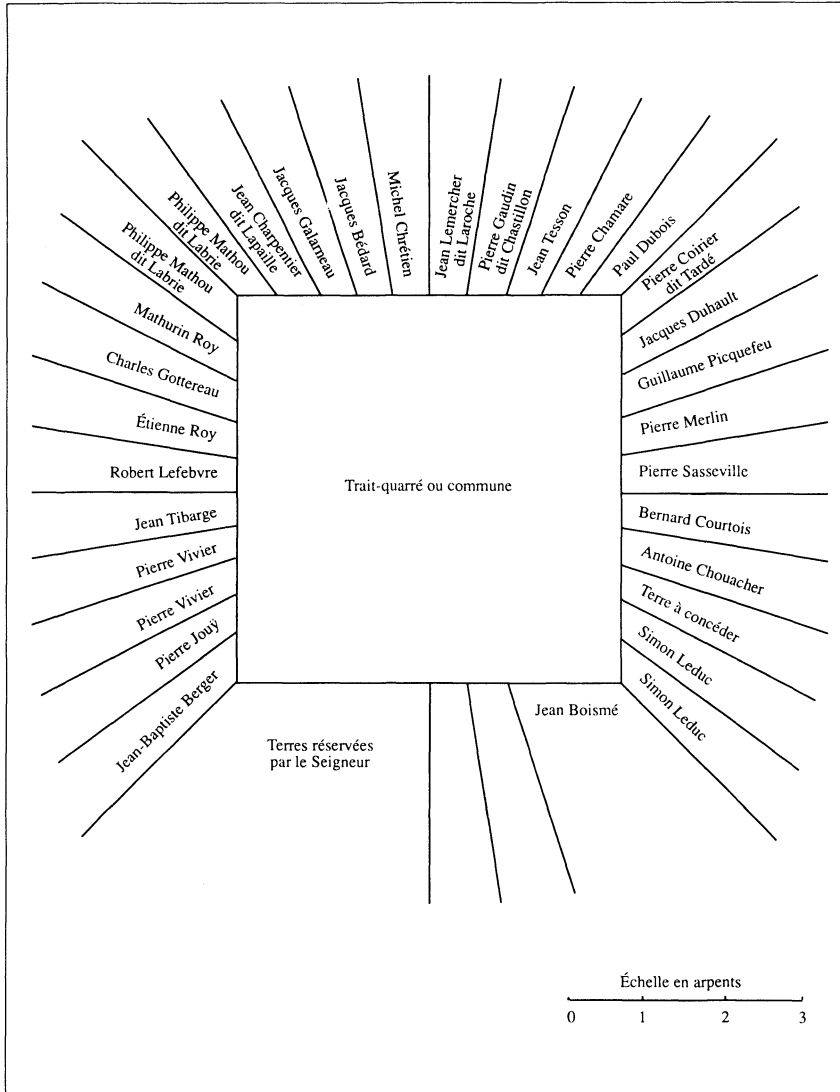 Philippe Mathou
dit Labrie
Philippe Mathou
dit Labrie
Jean Charpentier
dit Lapaille
Jacques Galarneau
Jacques Bédard
Michel Chrétien
Jean Lemercher
dit Laroche
Pierre Gaudin
dit Chastillon
Jean Tesson
Pierre Chamare
Paul Dubois
Pierre Coirier
dit Tardé
Jacques Duhault
Guillaume Picquefeu
Pierre Merlin
Pierre Sasseville
Bernard Courtois
Antoine Chouacher
Terre à concéder
Simon Leduc
Simon Leduc
Mathurin Roy
Charles Gottereau
Étienne Roy
Robert Lefebvre
Jean Tibarge
Pierre Vivier
Pierre Vivier
Pierre Jouÿ
Jean-Baptiste Berger
Trait-quarré ou commune
Jean Boismé
Terres réservées
par le Seigneur
Échelle en arpents
0 1 2 3